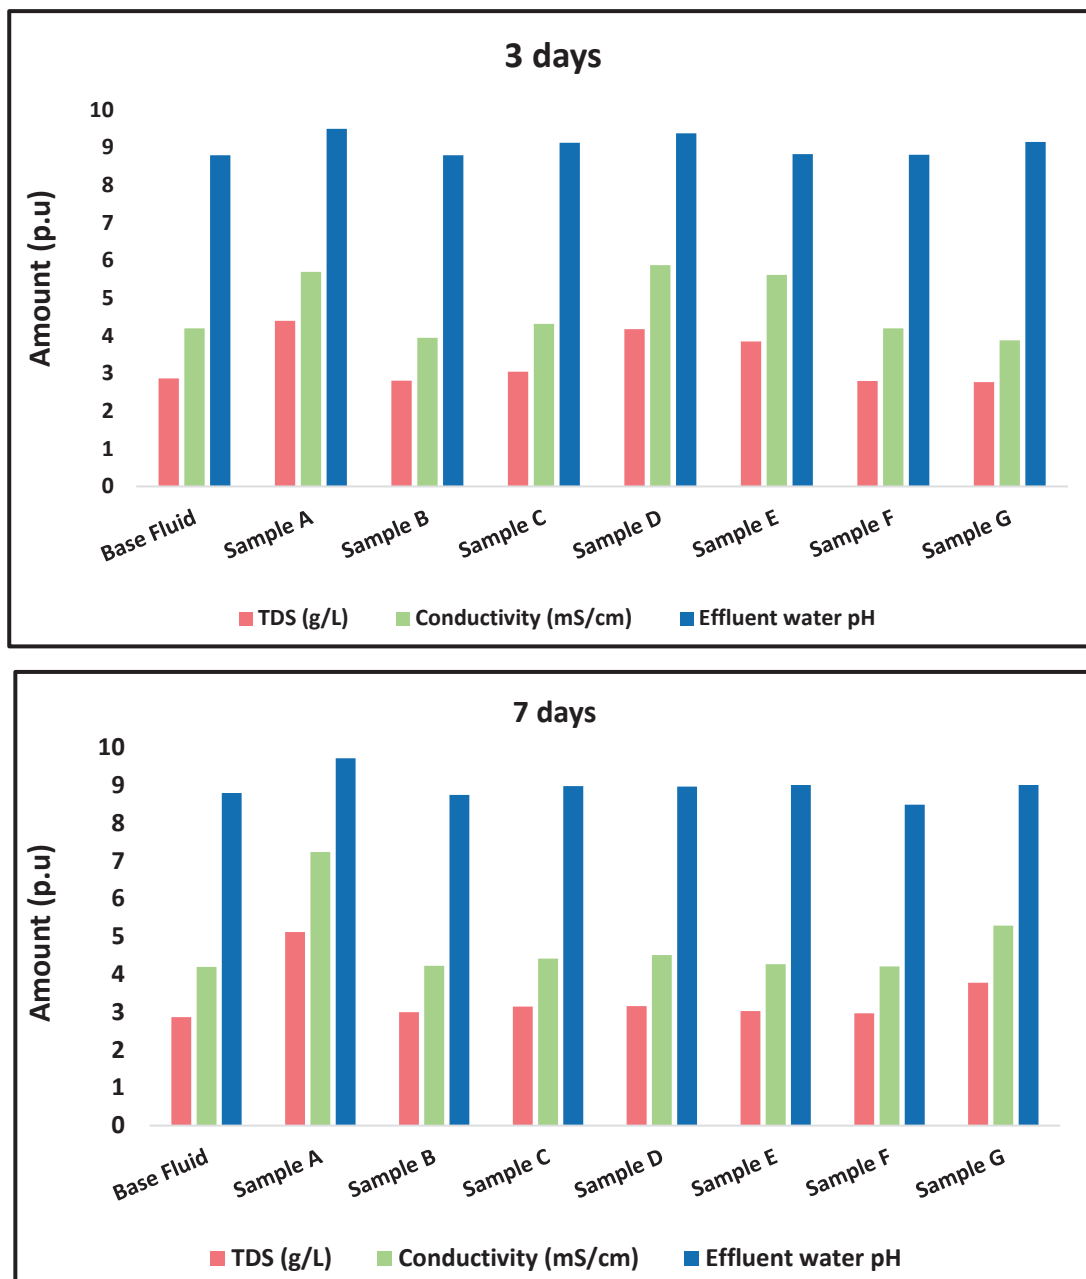 3 days
Amount (p.u)
10
9
8
7
6
5
4
3
2
1
0
Base Fluid
Sample A
Sample B
Sample C
Sample D
Sample E
Sample F
Sample G
TDS (g/L) Conductivity (mS/cm) Effluent water pH
7 days
Amount (p.u)
10
9
8
7
6
5
4
3
2
1
0
Base Fluid
Sample A
Sample B
Sample C
Sample D
Sample E
Sample F
Sample G
TDS (g/L) Conductivity (mS/cm) Effluent water pH